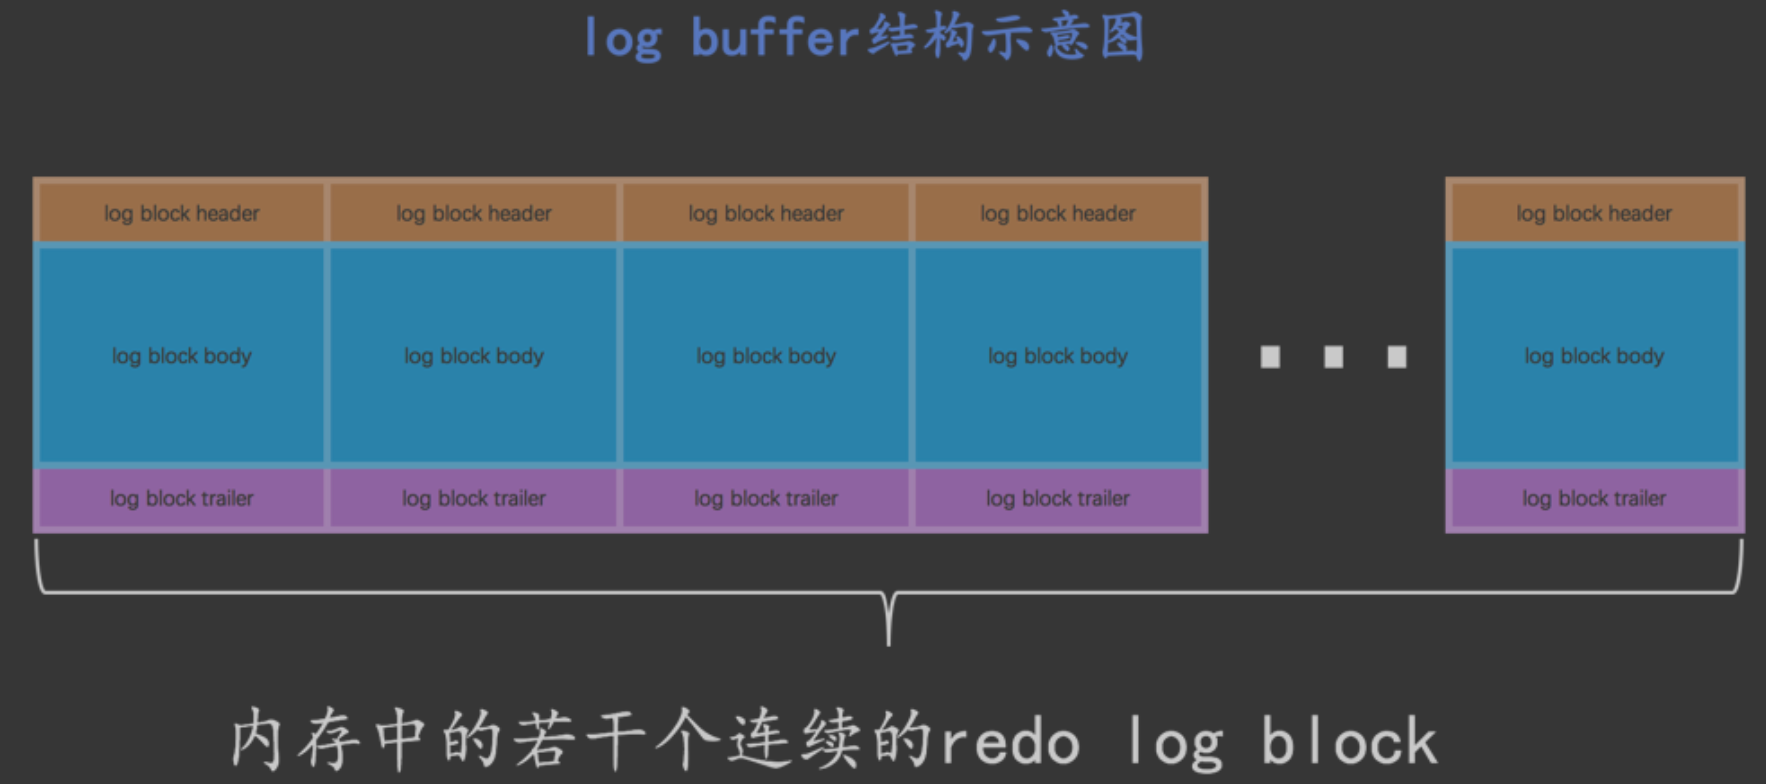 log buffer结构示意图
log block header log block header log block header log block header log block header
log block body log block body log block body log block body log block body
log block trailer log block trailer log block trailer log block trailer log block trailer
内存中的若干个连续的redo log block